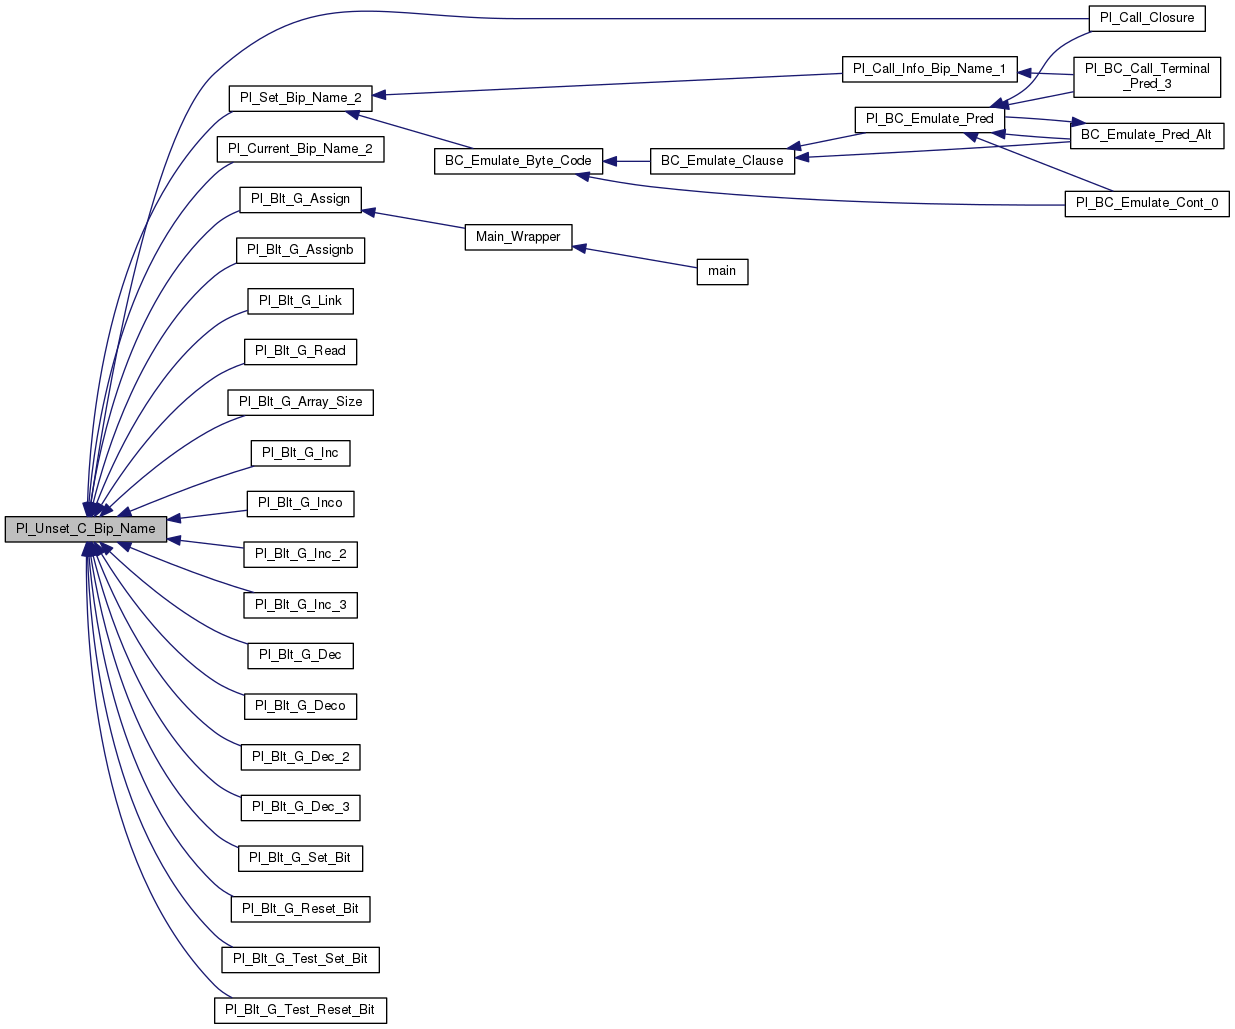 Pl_Call_Closure
Pl_Call_Info_Bip_Name_1
Pl_BC_Call_Terminal
_Pred_3
Pl_Set_Bip_Name_2
Pl_BC_Emulate_Pred
BC_Emulate_Pred_Alt
Pl_Current_Bip_Name_2
BC_Emulate_Byte_Code
BC_Emulate_Clause
Pl_Blt_G_Assign
Pl_BC_Emulate_Cont_0
Main_Wrapper
Pl_Blt_G_Assignb
main
Pl_Blt_G_Link
Pl_Blt_G_Read
Pl_Blt_G_Array_Size
Pl_Blt_G_Inc
Pl_Blt_G_Inco
Pl_Unset_C_Bip_Name
Pl_Blt_G_Inc_2
Pl_Blt_G_Inc_3
Pl_Blt_G_Dec
Pl_Blt_G_Deco
Pl_Blt_G_Dec_2
Pl_Blt_G_Dec_3
Pl_Blt_G_Set_Bit
Pl_Blt_G_Reset_Bit
Pl_Blt_G_Test_Set_Bit
Pl_Blt_G_Test_Reset_Bit